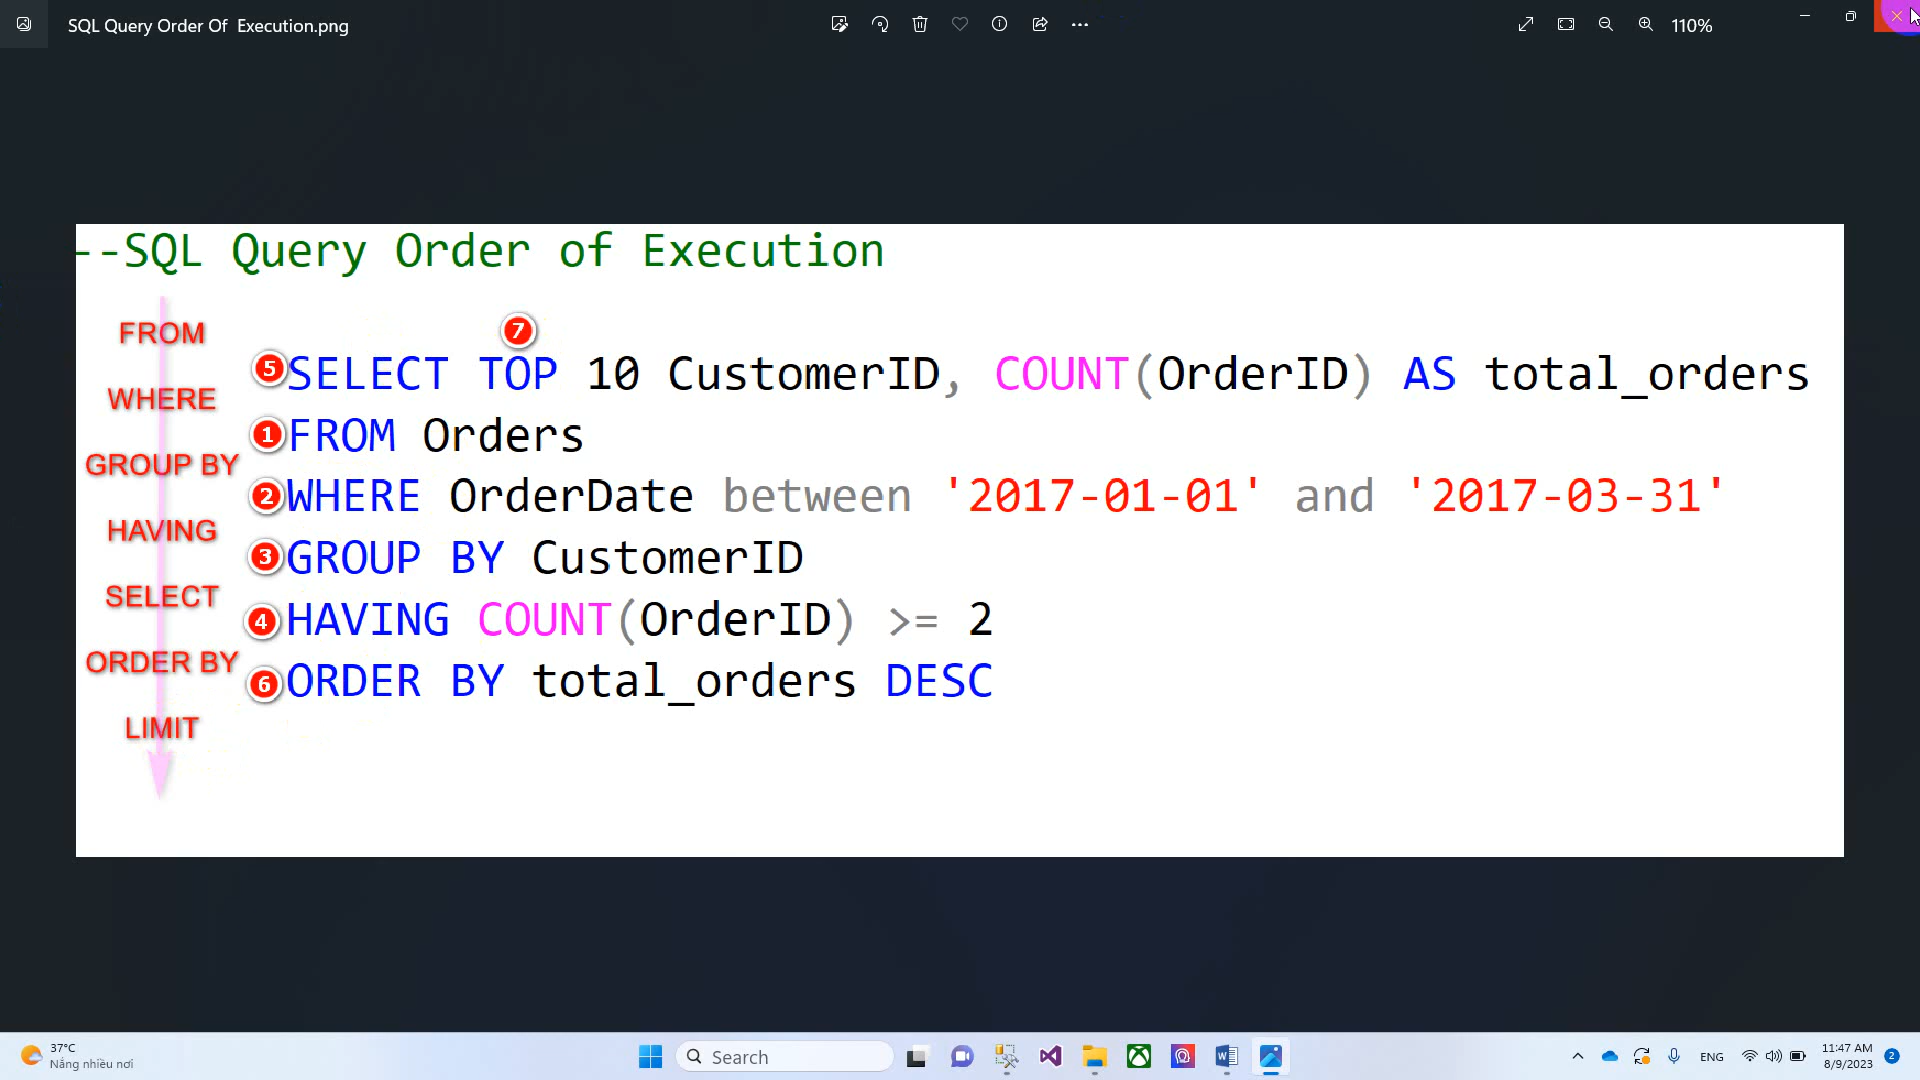 SQL Query Order Of  Execution.png
110%
--SQL Query Order of Execution
FROM
WHERE
GROUP BY
HAVING
SELECT
ORDER BY
LIMIT
7
5 SELECT TOP 10 CustomerID, COUNT(OrderID) AS total_orders
1 FROM Orders
2 WHERE OrderDate between '2017-01-01' and '2017-03-31'
3 GROUP BY CustomerID
4 HAVING COUNT(OrderID) >= 2
6 ORDER BY total_orders DESC
37°C
Nắng nhiều nơi
Search
ENG
11:47 AM
8/9/2023
2